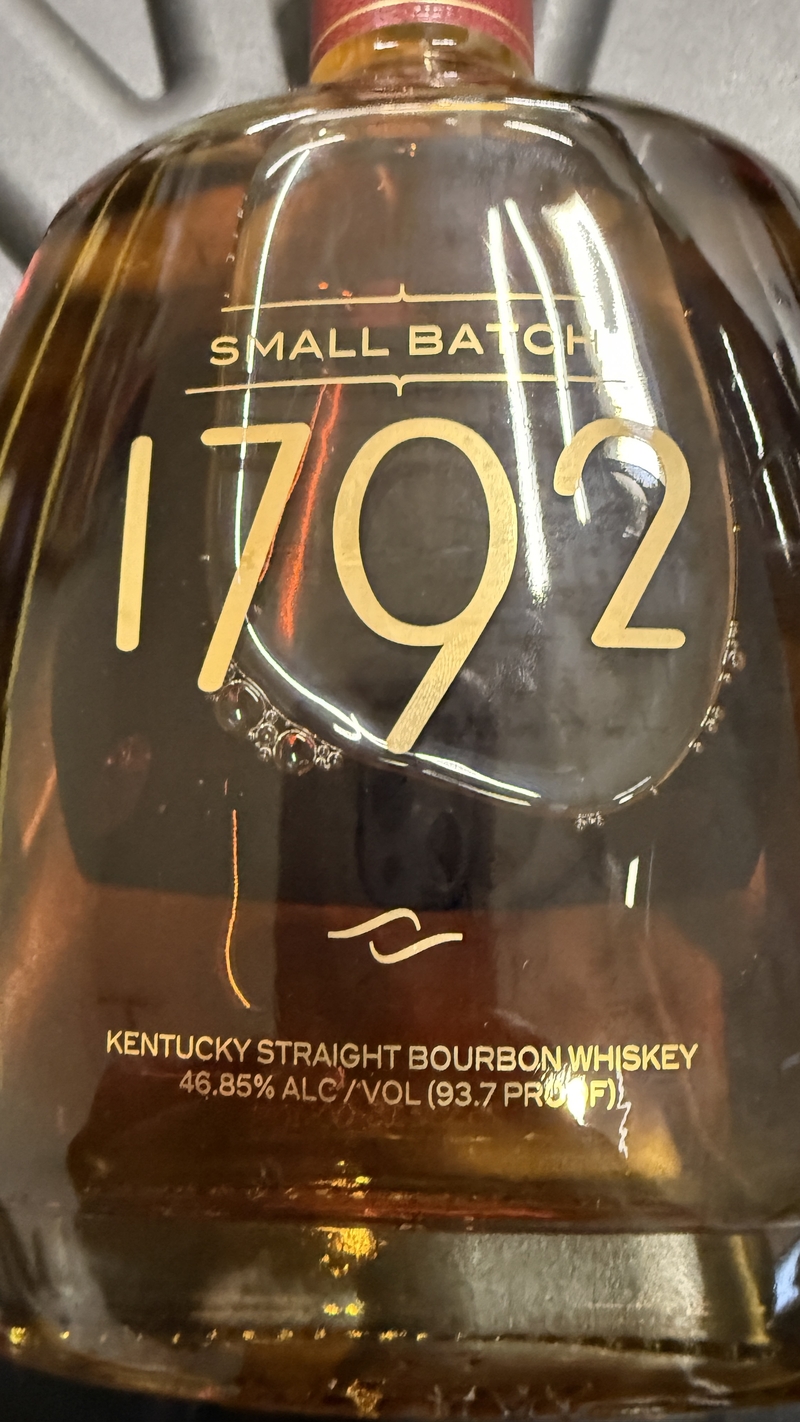 SMALL BATCH
1792
KENTUCKY STRAIGHT BOURBON WHISKEY
46.85% ALC/VOL (93.7 PROOF)